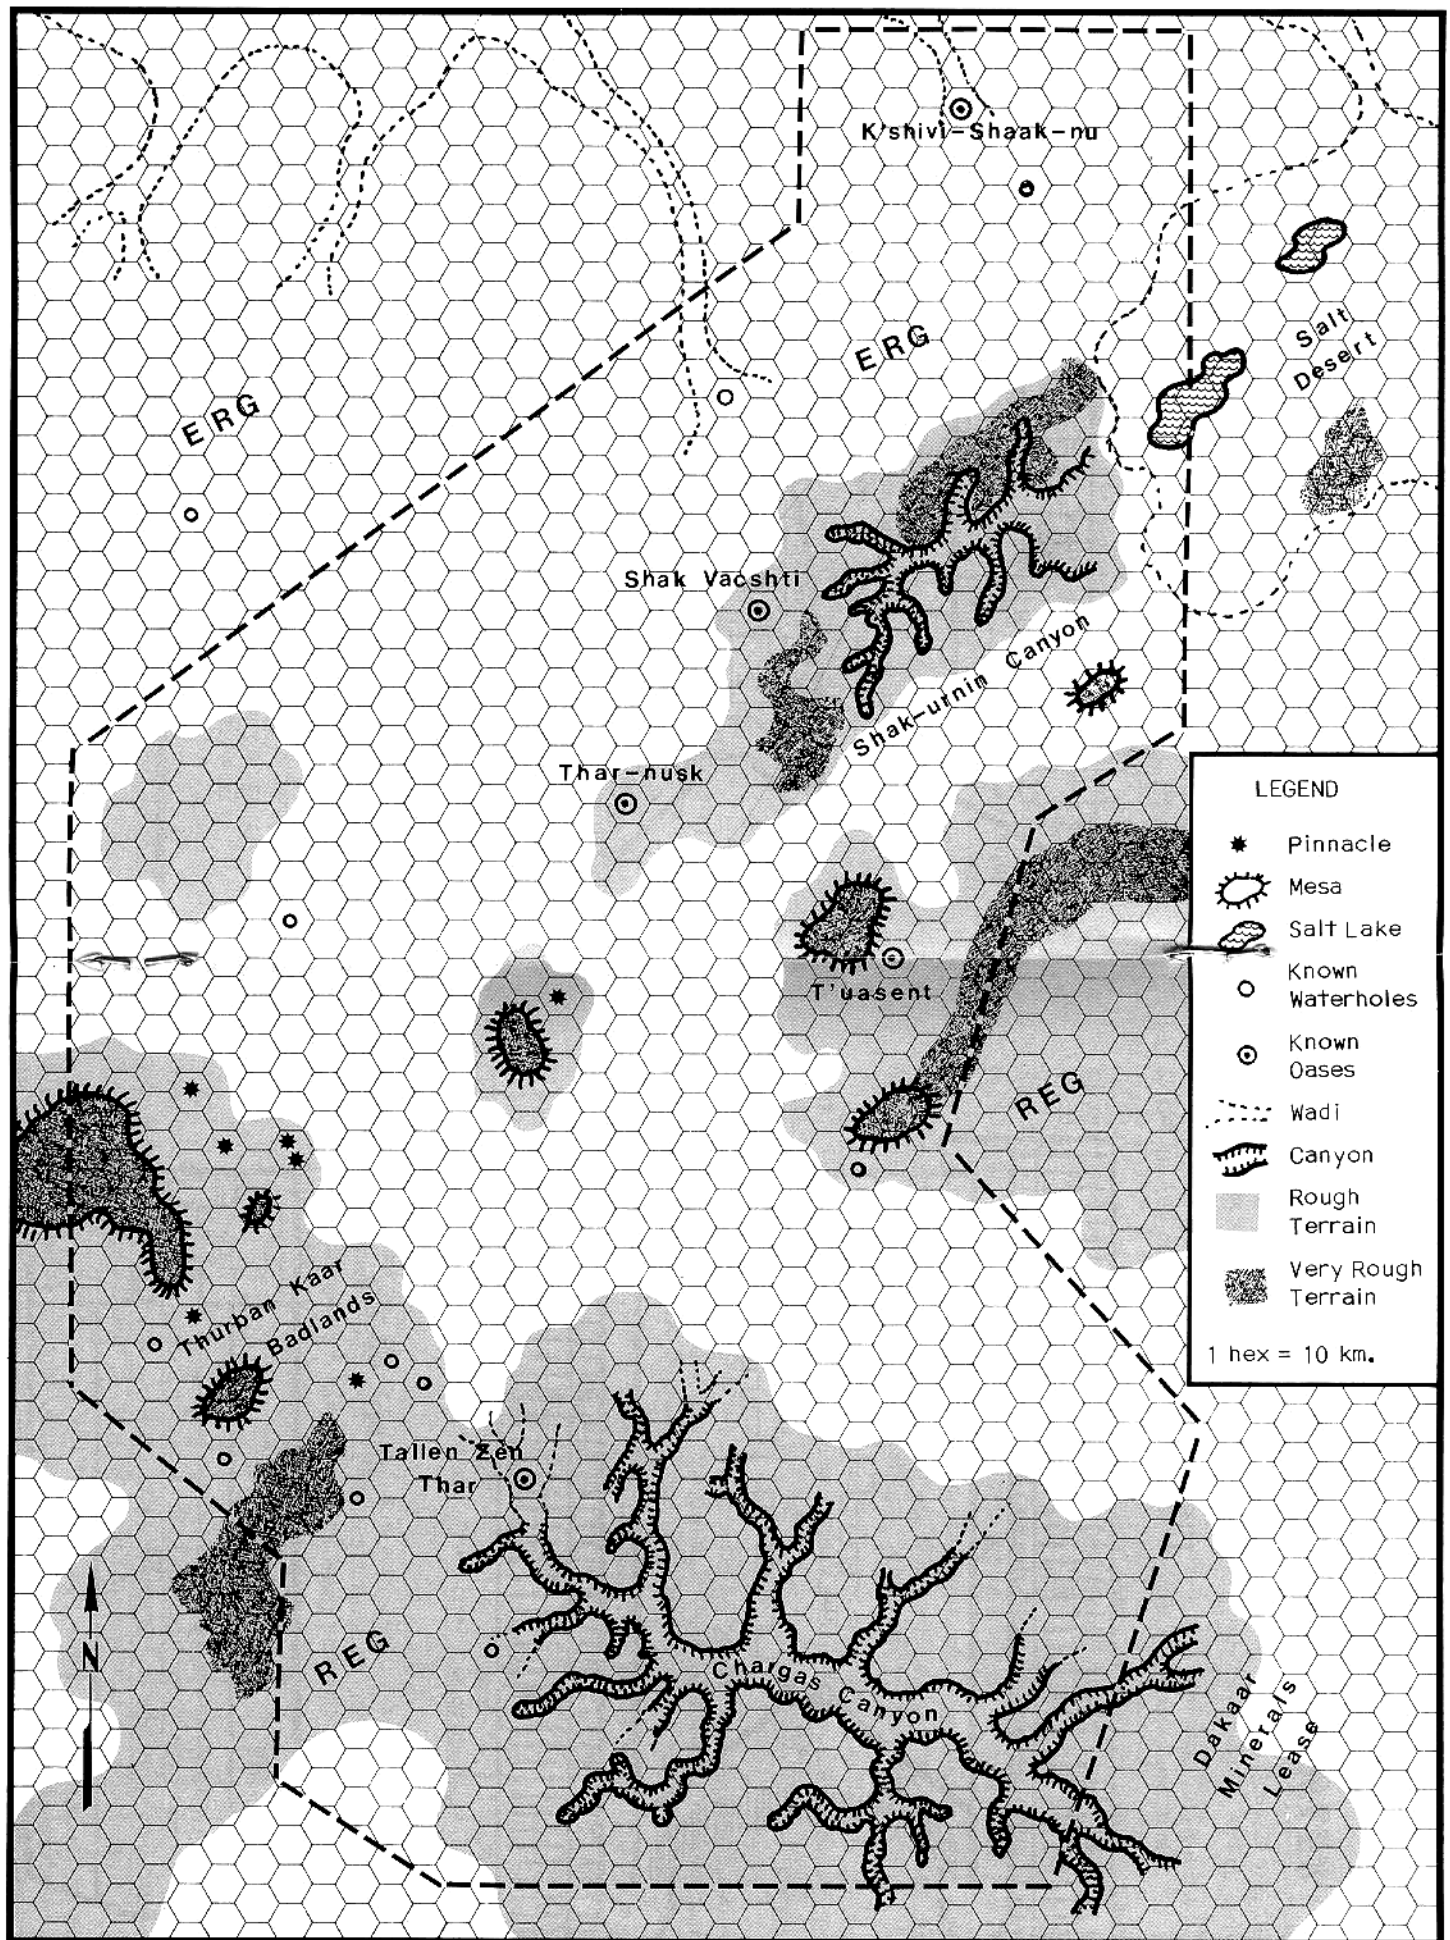 K'shivi-Shaak-nu
ERG
Salt
Desert
ERG
Shak Vacshti
Shak-urnin Canyon
Thar-nusk
T'uasent
REG
Thurban Kaar
Badlands
Tallen Zen
Thar
REG
Chargas Canyon
Dakaar
Minerals
Lease
N
LEGEND
Pinnacle
Mesa
Salt Lake
Known
Waterholes
Known
Oases
Wadi
Canyon
Rough
Terrain
Very Rough
Terrain
1 hex = 10 km.